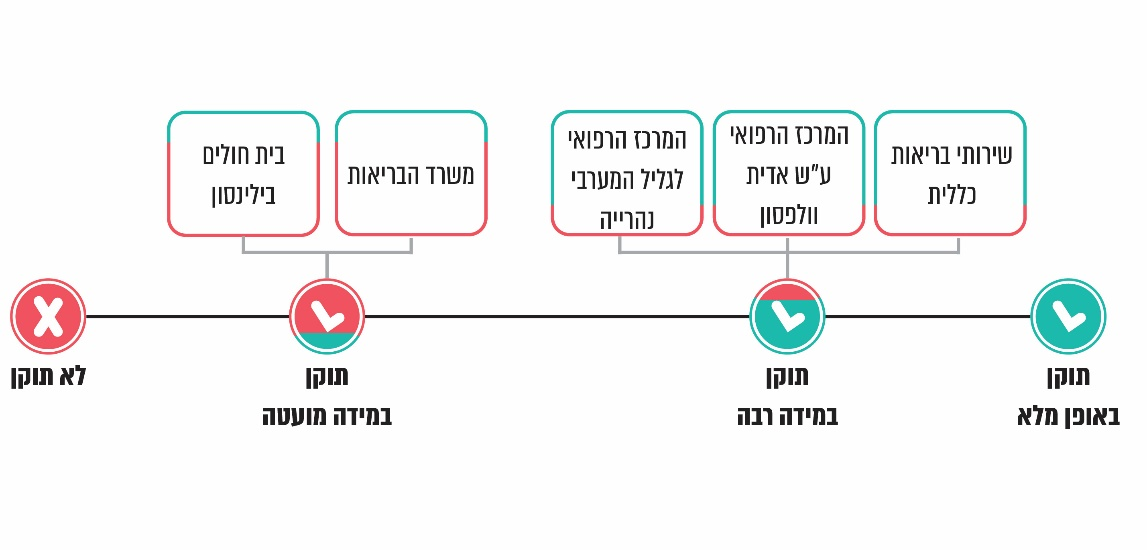 שירותי בריאות
כללית
המרכז הרפואי
ע"ש אדית
וולפסון
המרכז הרפואי
לגליל המערבי
נהרייה
משרד הבריאות
בית חולים
בילינסון
תוקן
באופן מלא
תוקן
במידה רבה
תוקן
במידה מועטה
לא תוקן